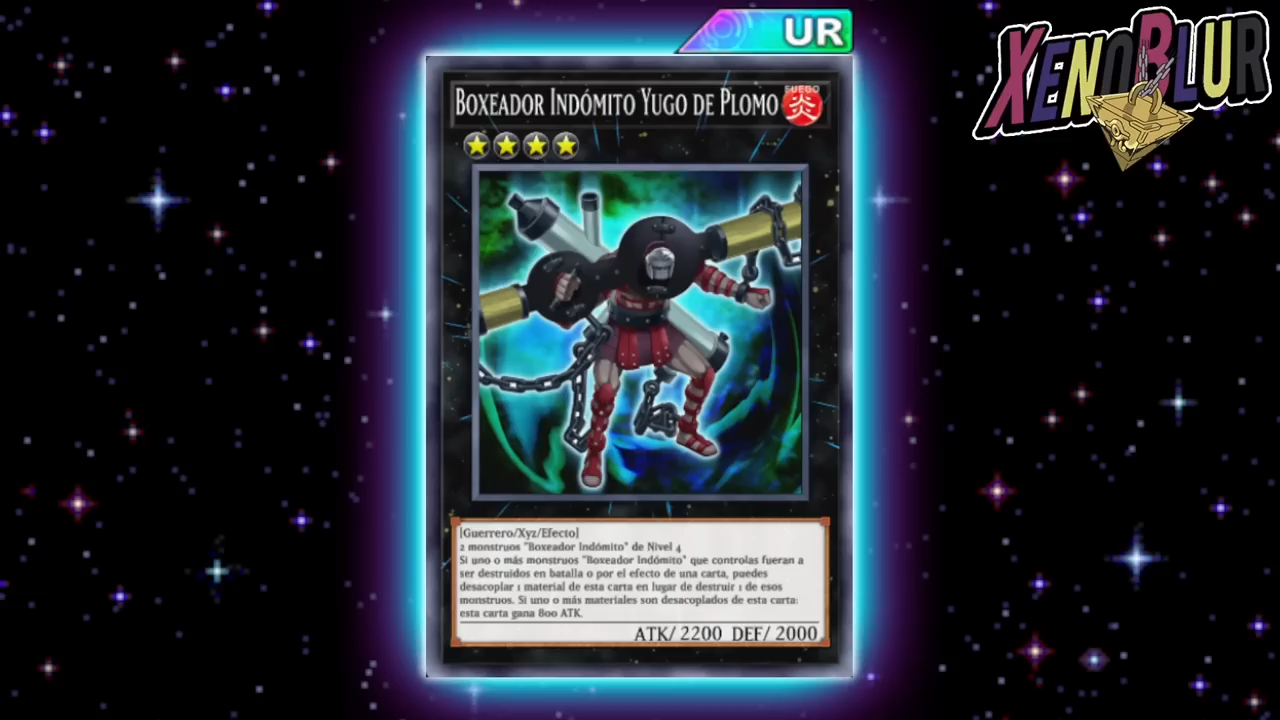 UR
XENOBLUR
BOXEADOR INDÓMITO YUGO DE PLOMO
FUEGO
炎
[Guerrero/Xyz/Efecto]
2 monstruos "Boxeador Indómito" de Nivel 4
Si uno o más monstruos "Boxeador Indómito" que controlas fueran a
ser destruidos en batalla o por el efecto de una carta, puedes
desacoplar 1 material de esta carta en lugar de destruir 1 de esos
monstruos. Si uno o más materiales son desacoplados de esta carta:
esta carta gana 800 ATK.
ATK/ 2200 DEF/ 2000